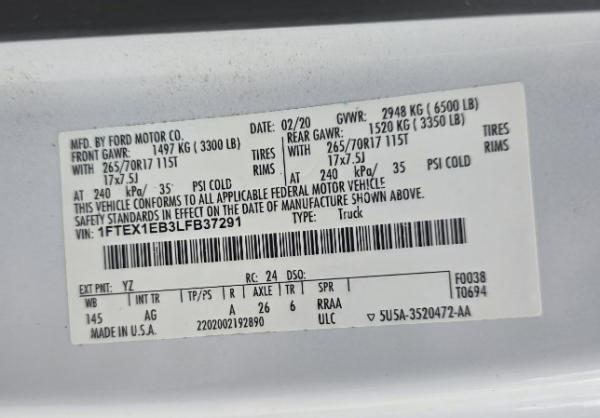 MFD. BY FORD MOTOR CO. DATE: 02/20 GVWR: 2948 KG ( 6500 LB)
FRONT GAWR: 1497 KG ( 3300 LB) REAR GAWR: 1520 KG ( 3350 LB)
WITH 265/70R17 115T TIRES WITH 265/70R17 115T TIRES
17x7.5J RIMS 17x7.5J RIMS
AT 240 kPa/ 35 PSI COLD AT 240 kPa/ 35 PSI COLD
THIS VEHICLE CONFORMS TO ALL APPLICABLE FEDERAL MOTOR VEHICLE
SAFETY STANDARDS IN EFFECT ON THE DATE OF MANUFACTURE SHOWN ABOVE.
VIN: 1FTEX1EB3LFB37291 TYPE: Truck
EXT PNT: YZ RC: 24 DSO: F0038
WB INT TR TP/PS R AXLE TR SPR T0694
145 AG A 26 6 RRAA
MADE IN U.S.A. 2202002192890 ULC ▽ 5U5A-3520472-AA